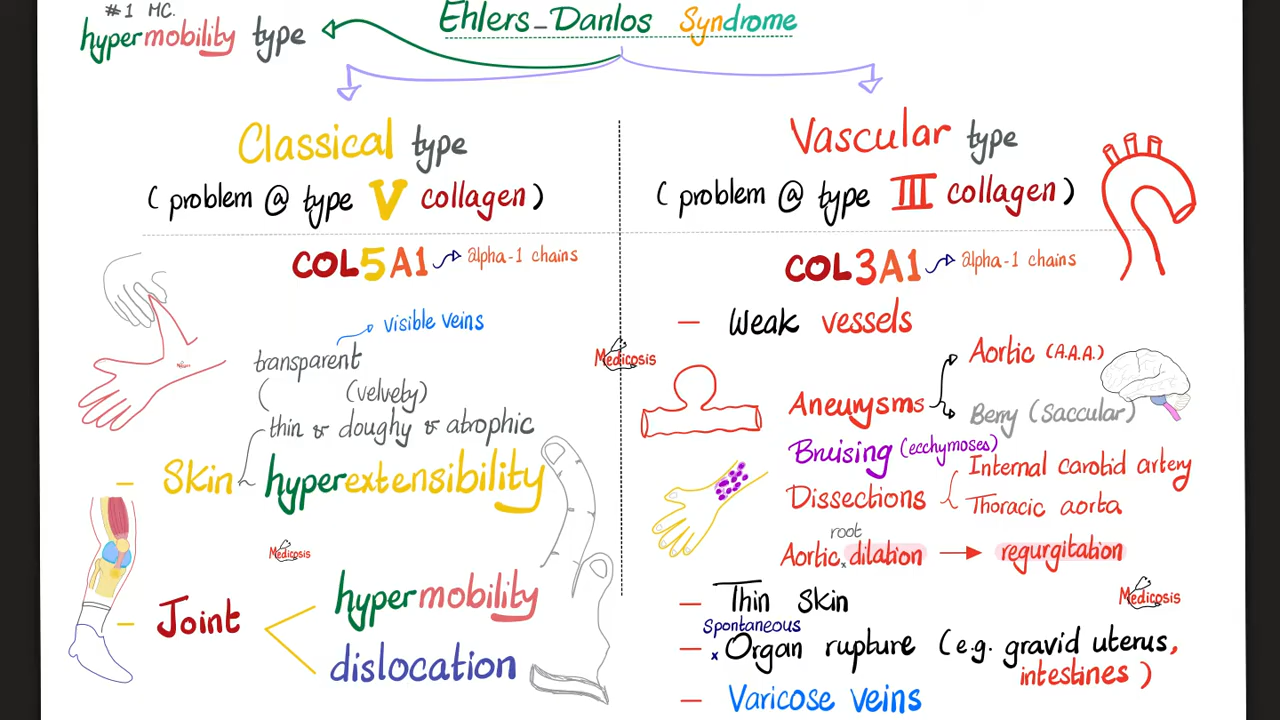 #1 MC.
hypermobility type
Ehlers-Danlos Syndrome
Classical type
(problem @ type V collagen)
COL5A1 alpha-1 chains
visible veins
transparent
(velvety)
thin & doughy & atrophic
Skin hyperextensibility
Medicosis
Joint
hypermobility
dislocation
Medicosis
Vascular type
(problem @ type III collagen)
COL3A1 alpha-1 chains
- Weak vessels
Aneurysms
Aortic (A.A.A.)
Berry (Saccular)
Bruising (ecchymoses)
Dissections
Internal carotid artery
Thoracic aorta
root
Aortic dilation → regurgitation
- Thin Skin
Medicosis
Spontaneous
- Organ rupture (e.g. gravid uterus,
intestines)
- Varicose veins